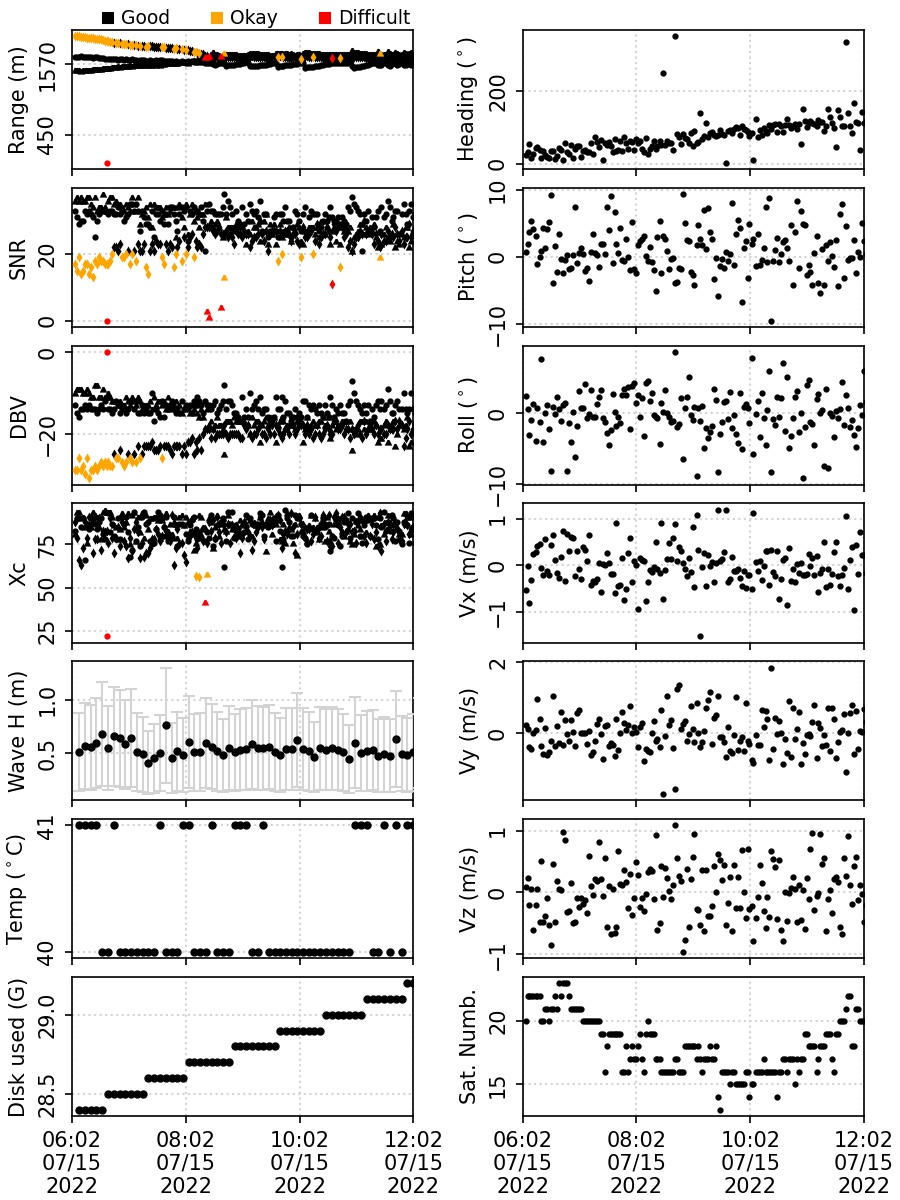 Good Okay Difficult
Range (m)
1570
450
SNR
20
0
DBV
0
−20
Xc
75
50
25
Wave H (m)
1.0
0.5
Temp (°C)
41
40
Disk used (G)
29.0
28.5
06:02 08:02 10:02 12:02
07/15 07/15 07/15 07/15
2022 2022 2022 2022
Heading (°)
200
0
Pitch (°)
10
0
−10
Roll (°)
0
−10
Vx (m/s)
1
0
−1
Vy (m/s)
2
0
Vz (m/s)
1
0
−1
Sat. Numb.
20
15
06:02 08:02 10:02 12:02
07/15 07/15 07/15 07/15
2022 2022 2022 2022